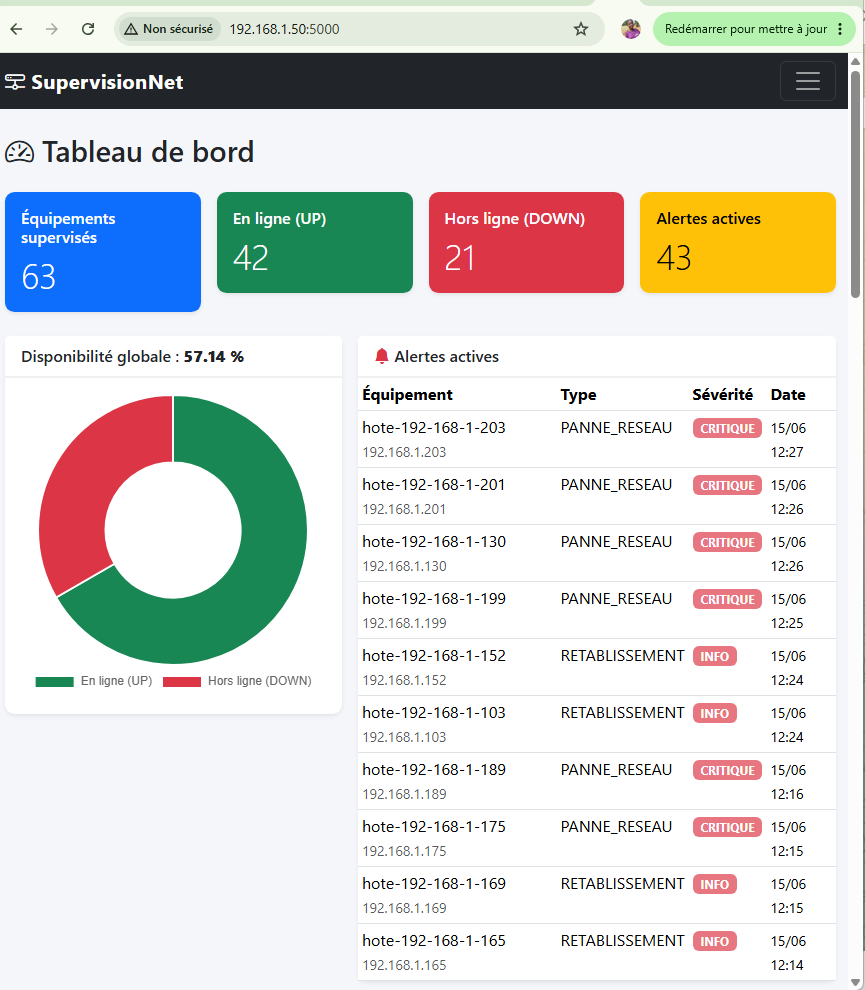 Non sécurisé 192.168.1.50:5000 Redémarrer pour mettre à jour
SupervisionNet
Tableau de bord
Équipements
supervisés
63
En ligne (UP)
42
Hors ligne (DOWN)
21
Alertes actives
43
Disponibilité globale : 57.14 %
En ligne (UP) Hors ligne (DOWN)
Alertes actives
Équipement Type Sévérité Date
hote-192-168-1-203 PANNE_RESEAU CRITIQUE 15/06
192.168.1.203 12:27
hote-192-168-1-201 PANNE_RESEAU CRITIQUE 15/06
192.168.1.201 12:26
hote-192-168-1-130 PANNE_RESEAU CRITIQUE 15/06
192.168.1.130 12:26
hote-192-168-1-199 PANNE_RESEAU CRITIQUE 15/06
192.168.1.199 12:25
hote-192-168-1-152 RETABLISSEMENT INFO 15/06
192.168.1.152 12:24
hote-192-168-1-103 RETABLISSEMENT INFO 15/06
192.168.1.103 12:24
hote-192-168-1-189 PANNE_RESEAU CRITIQUE 15/06
192.168.1.189 12:16
hote-192-168-1-175 PANNE_RESEAU CRITIQUE 15/06
192.168.1.175 12:15
hote-192-168-1-169 RETABLISSEMENT INFO 15/06
192.168.1.169 12:15
hote-192-168-1-165 RETABLISSEMENT INFO 15/06
192.168.1.165 12:14